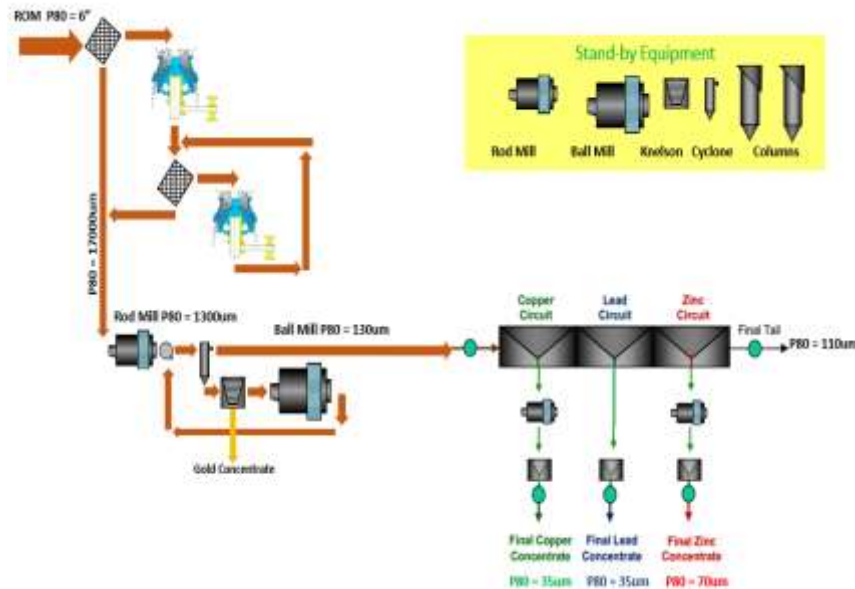 ROM P80 = 6"
Stand-by Equipment
Rod Mill
Ball Mill
Knelson
Cyclone
Columns
P80 = 17000um
Rod Mill P80 = 1300um
Ball Mill P80 = 130um
Copper
Circuit
Lead
Circuit
Zinc
Circuit
Final Tail
P80 = 110um
Gold Concentrate
Final Copper
Concentrate
Final Lead
Concentrate
Final Zinc
Concentrate
P80 = 35um
P80 = 35um
P80 = 70um